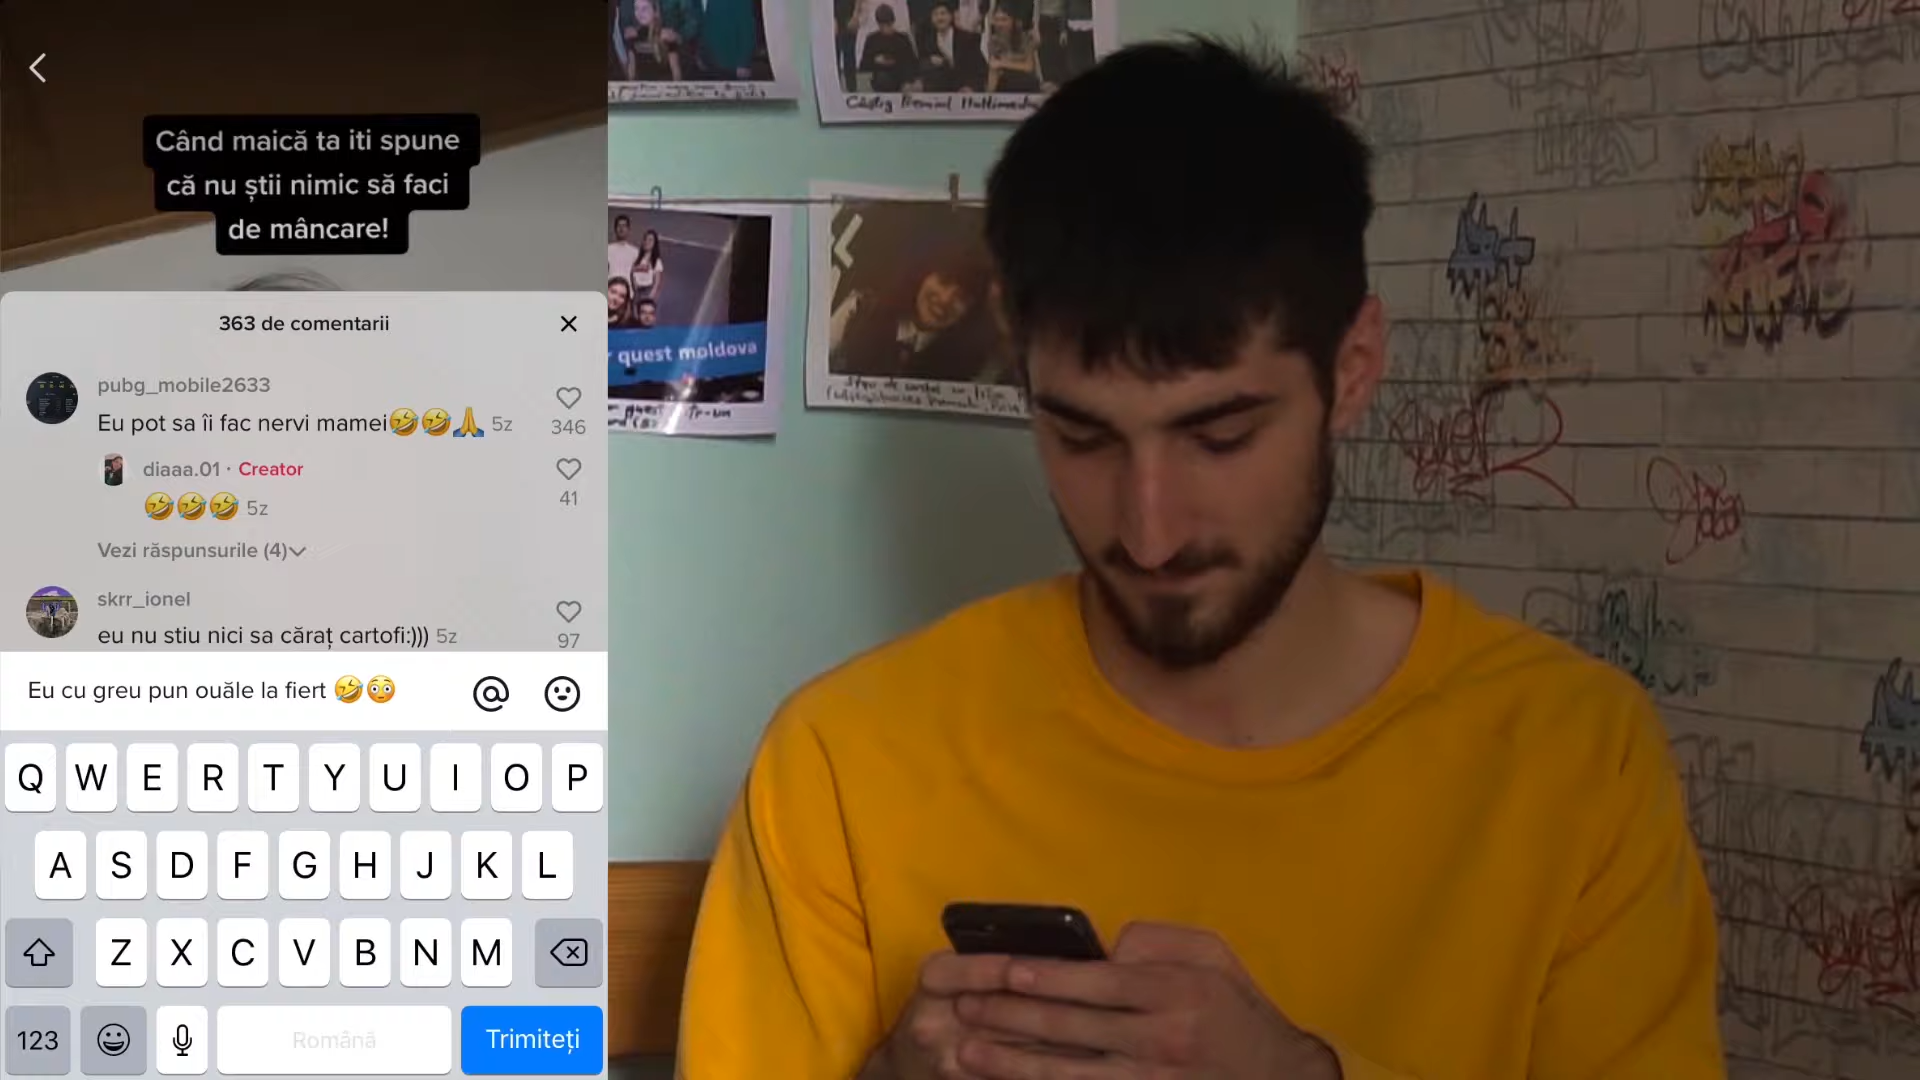 Când maică ta iti spune
că nu știi nimic să faci
de mâncare!
363 de comentarii
pubg_mobile2633
Eu pot sa îi fac nervi mamei🤣🤣🙏 5z
346
diaaa.01 · Creator
🤣🤣🤣 5z
41
Vezi răspunsurile (4)
skrr_ionel
eu nu stiu nici sa căraț cartofi:))) 5z
97
Eu cu greu pun ouăle la fiert 🤣😳
Q W E R T Y U I O P
A S D F G H J K L
Z X C V B N M
123
Română
Trimiteți
Câștig Premiul
quest moldova